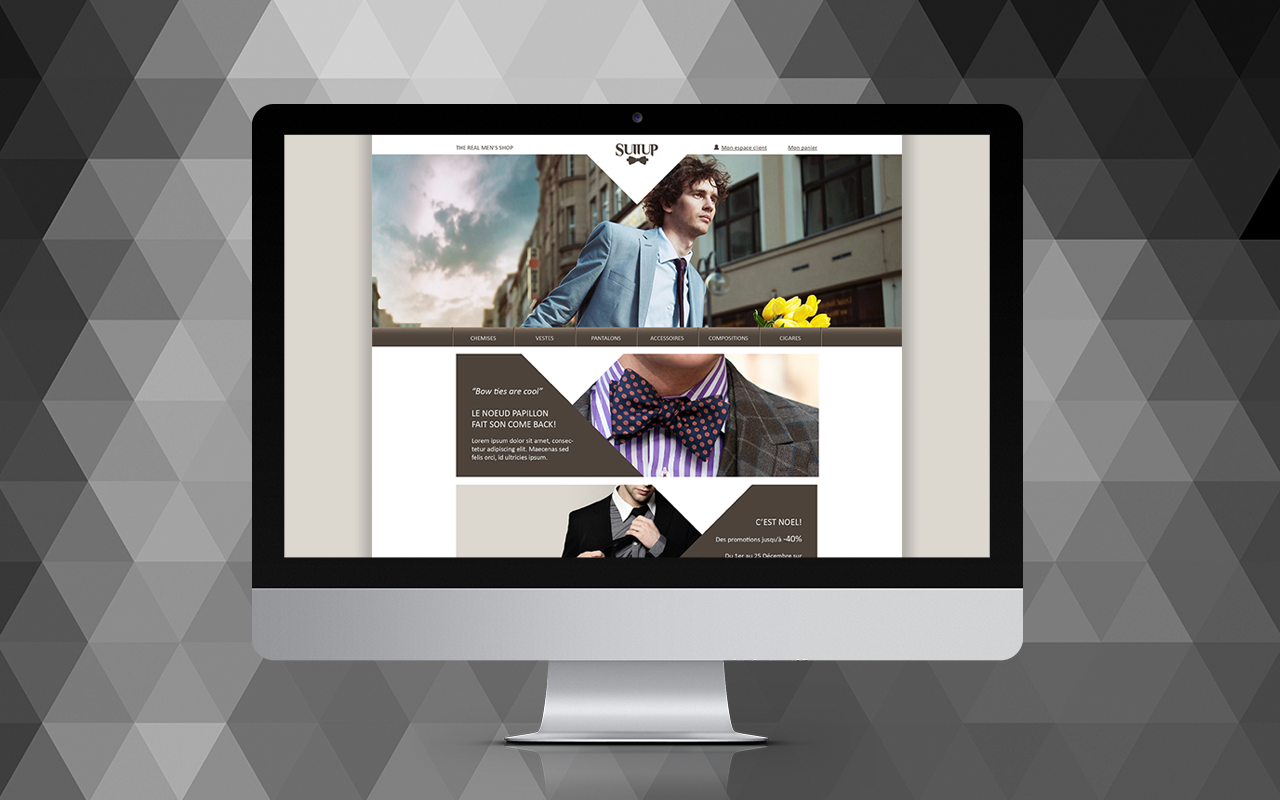 THE REAL MEN'S SHOP
SUITUP
Mon espace client
Mon panier
CHEMISES
VESTES
PANTALONS
ACCESSOIRES
COMPOSITIONS
CIGARES
“Bow ties are cool”
LE NOEUD PAPILLON
FAIT SON COME BACK!
Lorem ipsum dolor sit amet, consec-
tetur adipiscing elit. Maecenas sed
felis orci, id ultricies ipsum.
C'EST NOEL!
Des promotions jusqu'à -40%
Du 1er au 25 Décembre sur